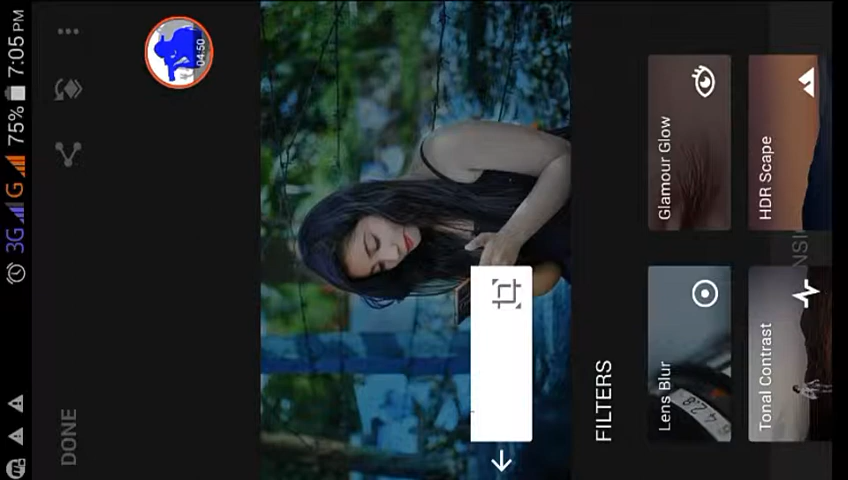 3G G 75% 7:05 PM
04:50
DONE
FILTERS
Lens Blur
Glamour Glow
Tonal Contrast
HDR Scape